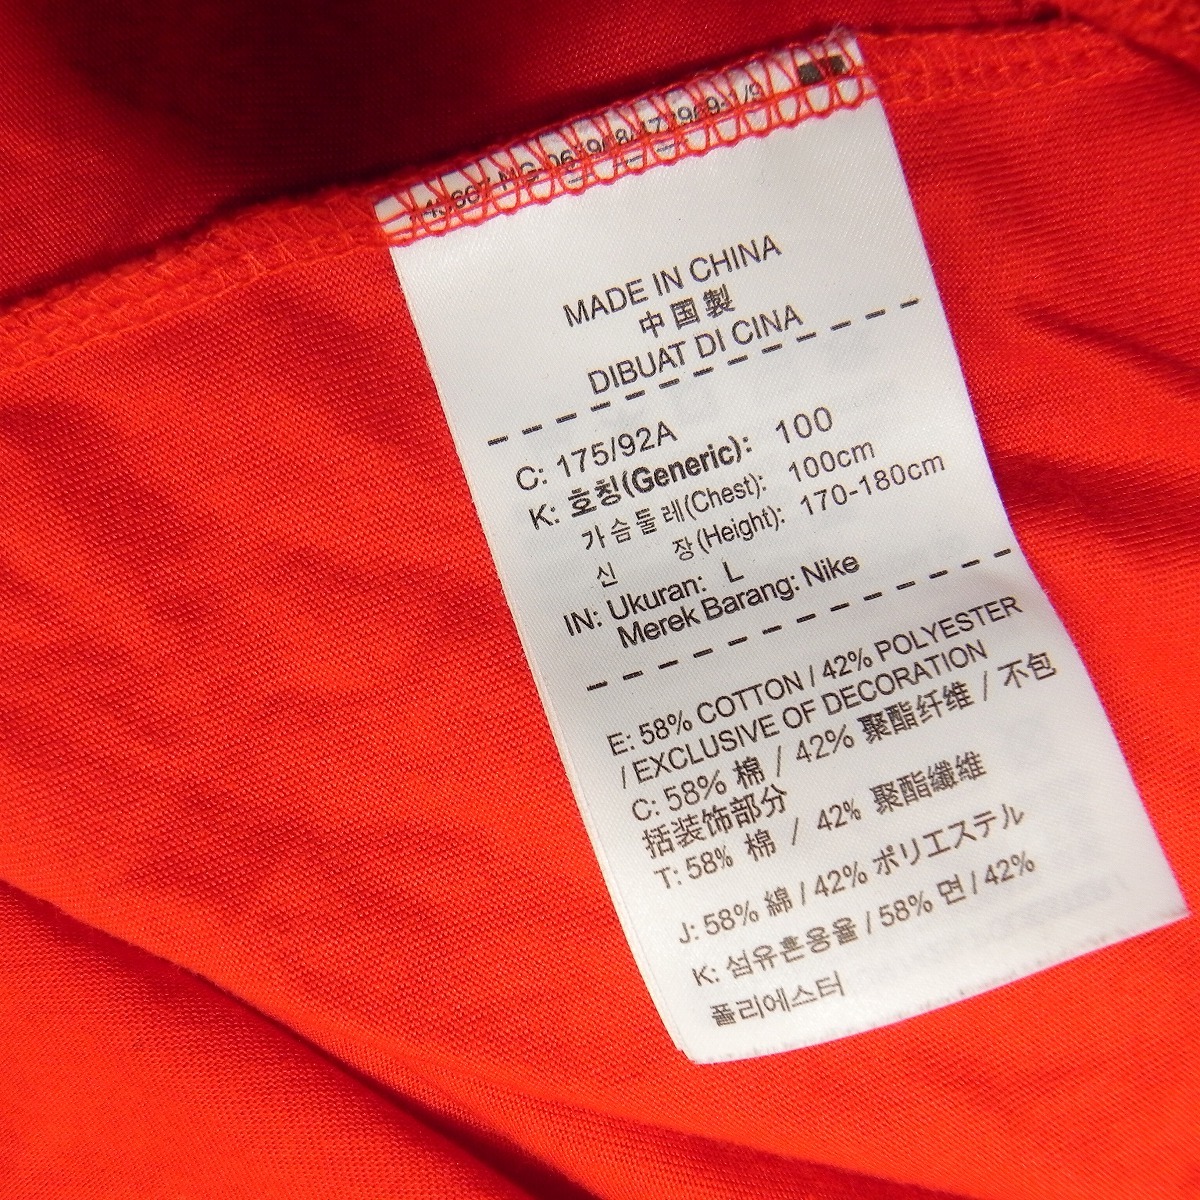 MADE IN CHINA
中国製
DIBUAT DI CINA
C: 175/92A
K: 호칭(Generic): 100
가슴둘레(Chest): 100cm
신 장(Height): 170-180cm
IN: Ukuran: L
Merek Barang: Nike
E: 58% COTTON / 42% POLYESTER
/ EXCLUSIVE OF DECORATION
C: 58% 棉 / 42% 聚酯纤维 / 不包
括装饰部分
T: 58% 棉 / 42% 聚酯纖維
J: 58% 綿 / 42% ポリエステル
K: 섬유혼용율 / 58% 면 / 42%
폴리에스터